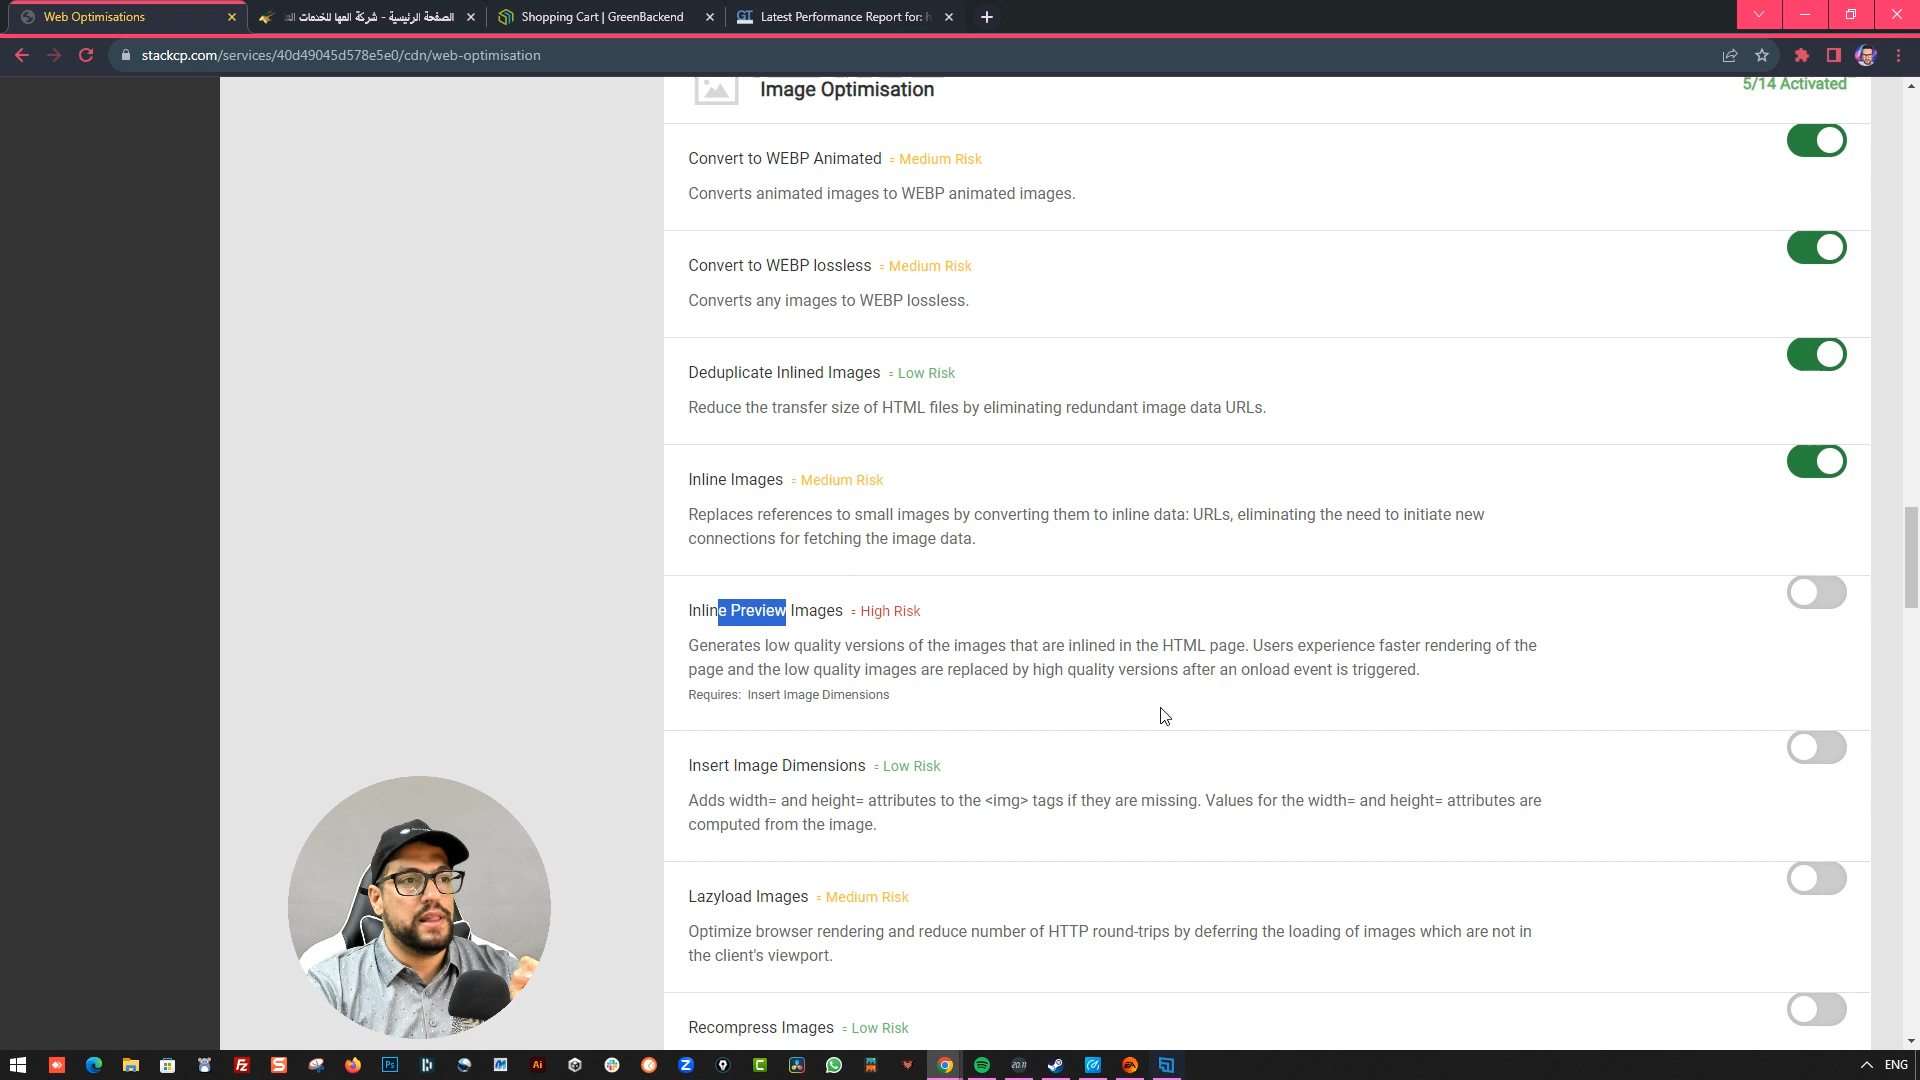 Web Optimisations
الصفحة الرئيسية - شركة المها للخدمات
Shopping Cart | GreenBackend
GT
Latest Performance Report for: h
stackcp.com/services/40d49045d578e5e0/cdn/web-optimisation
Image Optimisation
5/14 Activated
Convert to WEBP Animated = Medium Risk
Converts animated images to WEBP animated images.
Convert to WEBP lossless = Medium Risk
Converts any images to WEBP lossless.
Deduplicate Inlined Images = Low Risk
Reduce the transfer size of HTML files by eliminating redundant image data URLs.
Inline Images = Medium Risk
Replaces references to small images by converting them to inline data: URLs, eliminating the need to initiate new
connections for fetching the image data.
Inline Preview Images = High Risk
Generates low quality versions of the images that are inlined in the HTML page. Users experience faster rendering of the
page and the low quality images are replaced by high quality versions after an onload event is triggered.
Requires: Insert Image Dimensions
Insert Image Dimensions = Low Risk
Adds width= and height= attributes to the <img> tags if they are missing. Values for the width= and height= attributes are
computed from the image.
Lazyload Images = Medium Risk
Optimize browser rendering and reduce number of HTTP round-trips by deferring the loading of images which are not in
the client's viewport.
Recompress Images = Low Risk
Ps
Ai
ENG